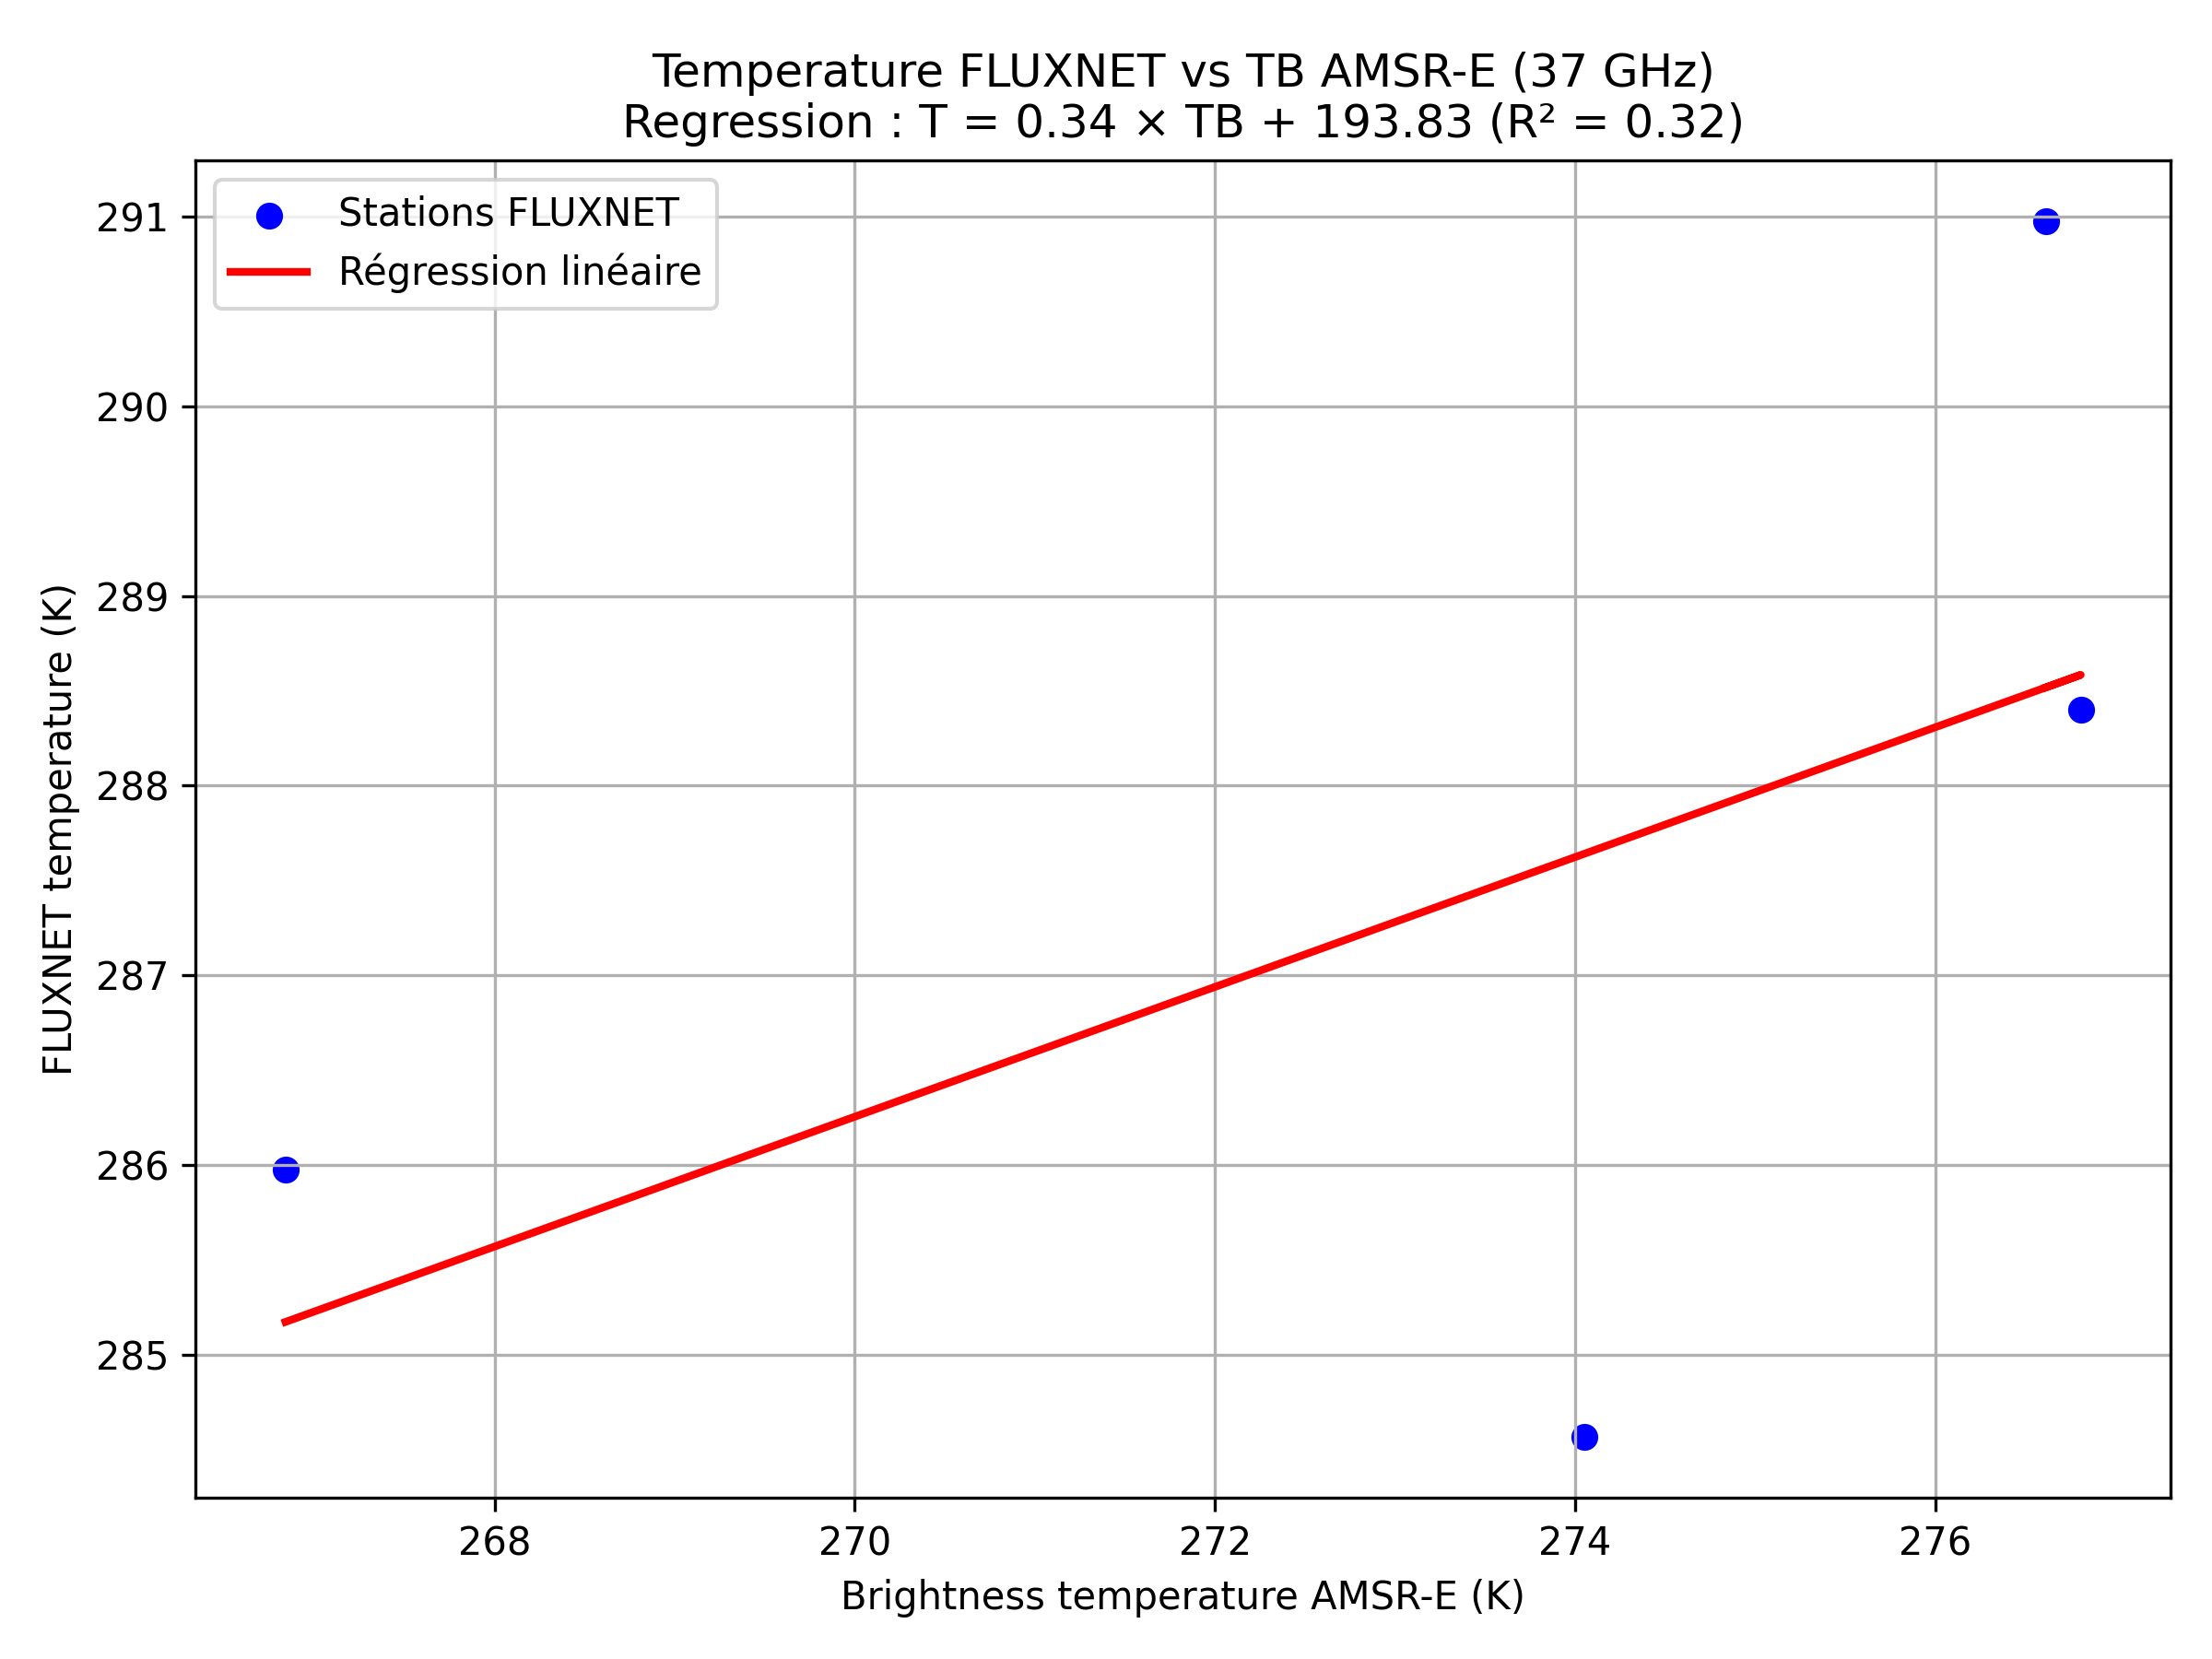 Temperature FLUXNET vs TB AMSR-E (37 GHz)
Regression : T = 0.34 × TB + 193.83 (R² = 0.32)
Stations FLUXNET
Régression linéaire
291
290
289
288
287
286
285
FLUXNET temperature (K)
268 270 272 274 276
Brightness temperature AMSR-E (K)